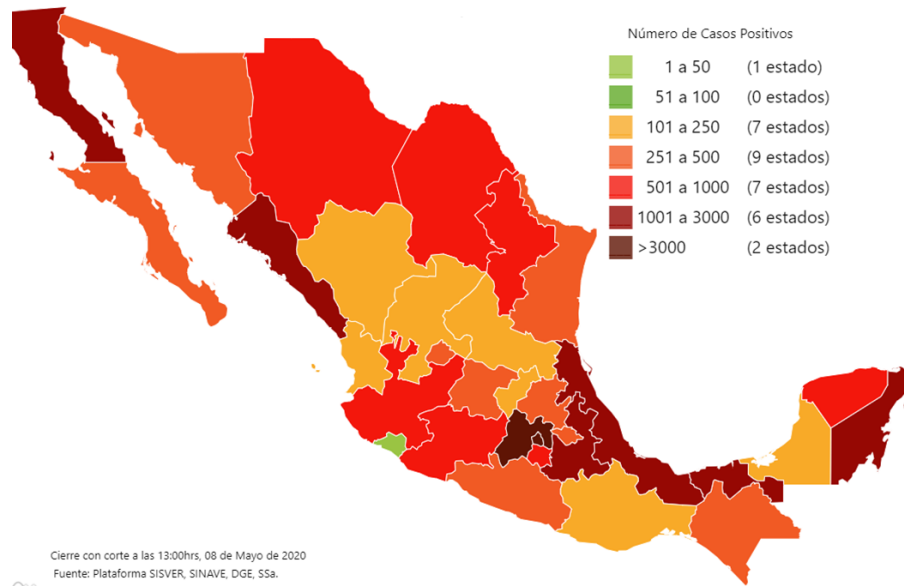 Número de Casos Positivos
1 a 50 (1 estado)
51 a 100 (0 estados)
101 a 250 (7 estados)
251 a 500 (9 estados)
501 a 1000 (7 estados)
1001 a 3000 (6 estados)
>3000 (2 estados)
Cierre con corte a las 13:00hrs, 08 de Mayo de 2020
Fuente: Plataforma SISVER, SINAVE, DGE, SSa.